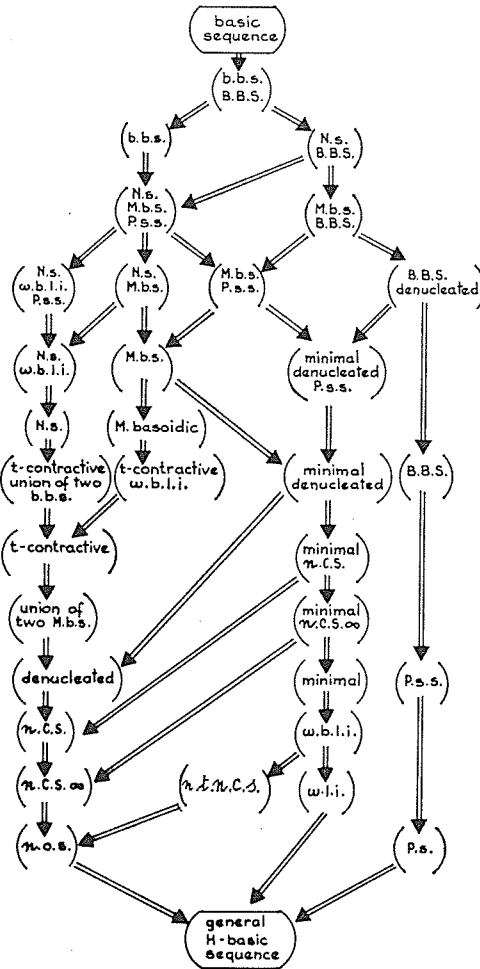 basic
sequence
b.b.s.
B.B.S.
b.b.s.
N.s.
B.B.S.
N.s.
M.b.s.
P.s.s.
M.b.s.
B.B.S.
N.s.
w.b.l.i.
P.s.s.
N.s.
M.b.s.
M.b.s.
P.s.s.
B.B.S.
denucleated
N.s.
w.b.l.i.
M.b.s.
minimal
denucleated
P.s.s.
N.s.
M. basoidic
t-contractive
union of two
b.b.s.
t-contractive
w.b.l.i.
minimal
denucleated
B.B.S.
t-contractive
minimal
n.C.S.
union of
two M.b.s.
minimal
n.C.S.∞
denucleated
minimal
P.s.s.
n.C.S.
w.b.l.i.
n.C.S.∞
n.t.n.C.S.
w.l.i.
n.o.s.
P.s.
general
H-basic
sequence